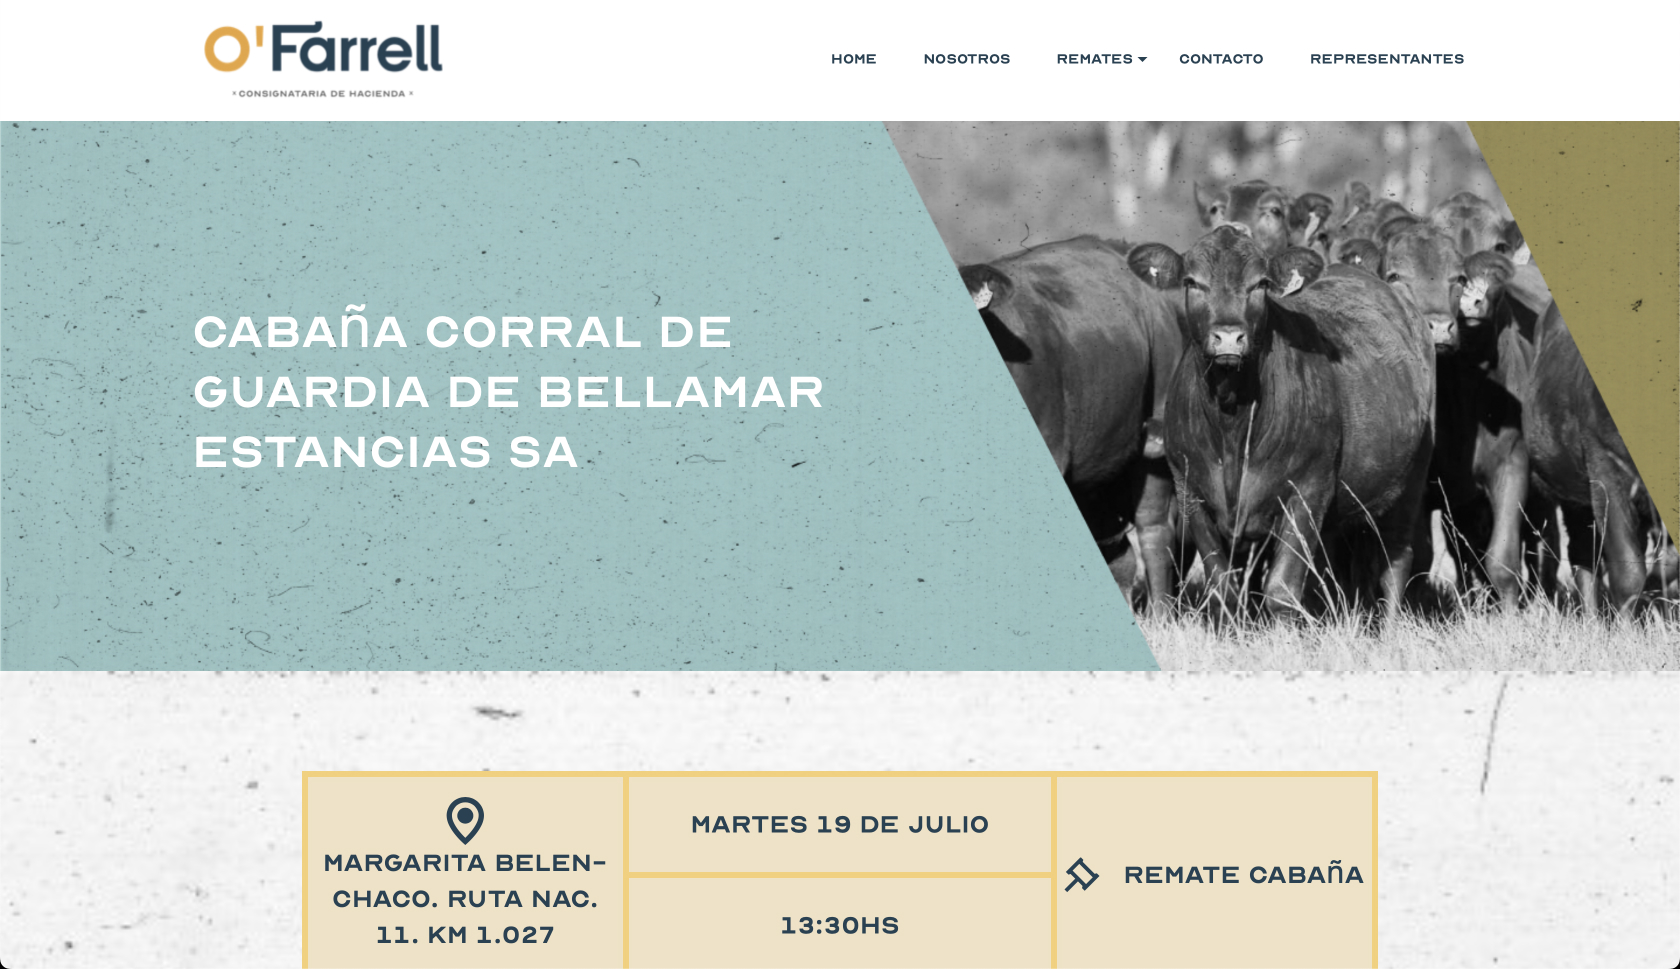 O'Farrell
* CONSIGNATARIA DE HACIENDA *
HOME NOSOTROS REMATES CONTACTO REPRESENTANTES
CABAÑA CORRAL DE
GUARDIA DE BELLAMAR
ESTANCIAS SA
MARGARITA BELEN-
CHACO. RUTA NAC.
11. KM 1.027
MARTES 19 DE JULIO
13:30HS
REMATE CABAÑA